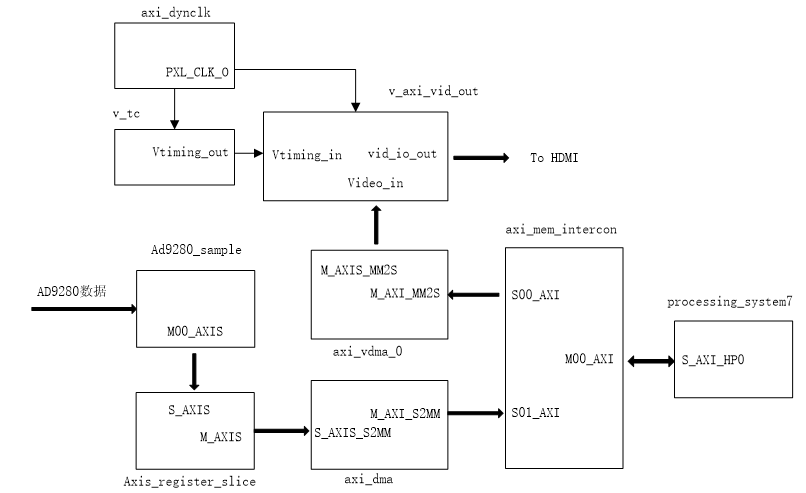 axi_dynclk
PXL_CLK_O
v_tc
Vtiming_out
v_axi_vid_out
Vtiming_in
vid_io_out
Video_in
To HDMI
Ad9280_sample
AD9280数据
M00_AXIS
M_AXIS_MM2S
M_AXI_MM2S
axi_vdma_0
axi_mem_intercon
S00_AXI
M00_AXI
S01_AXI
processing_system7
S_AXI_HP0
S_AXIS
M_AXIS
Axis_register_slice
M_AXI_S2MM
S_AXIS_S2MM
axi_dma